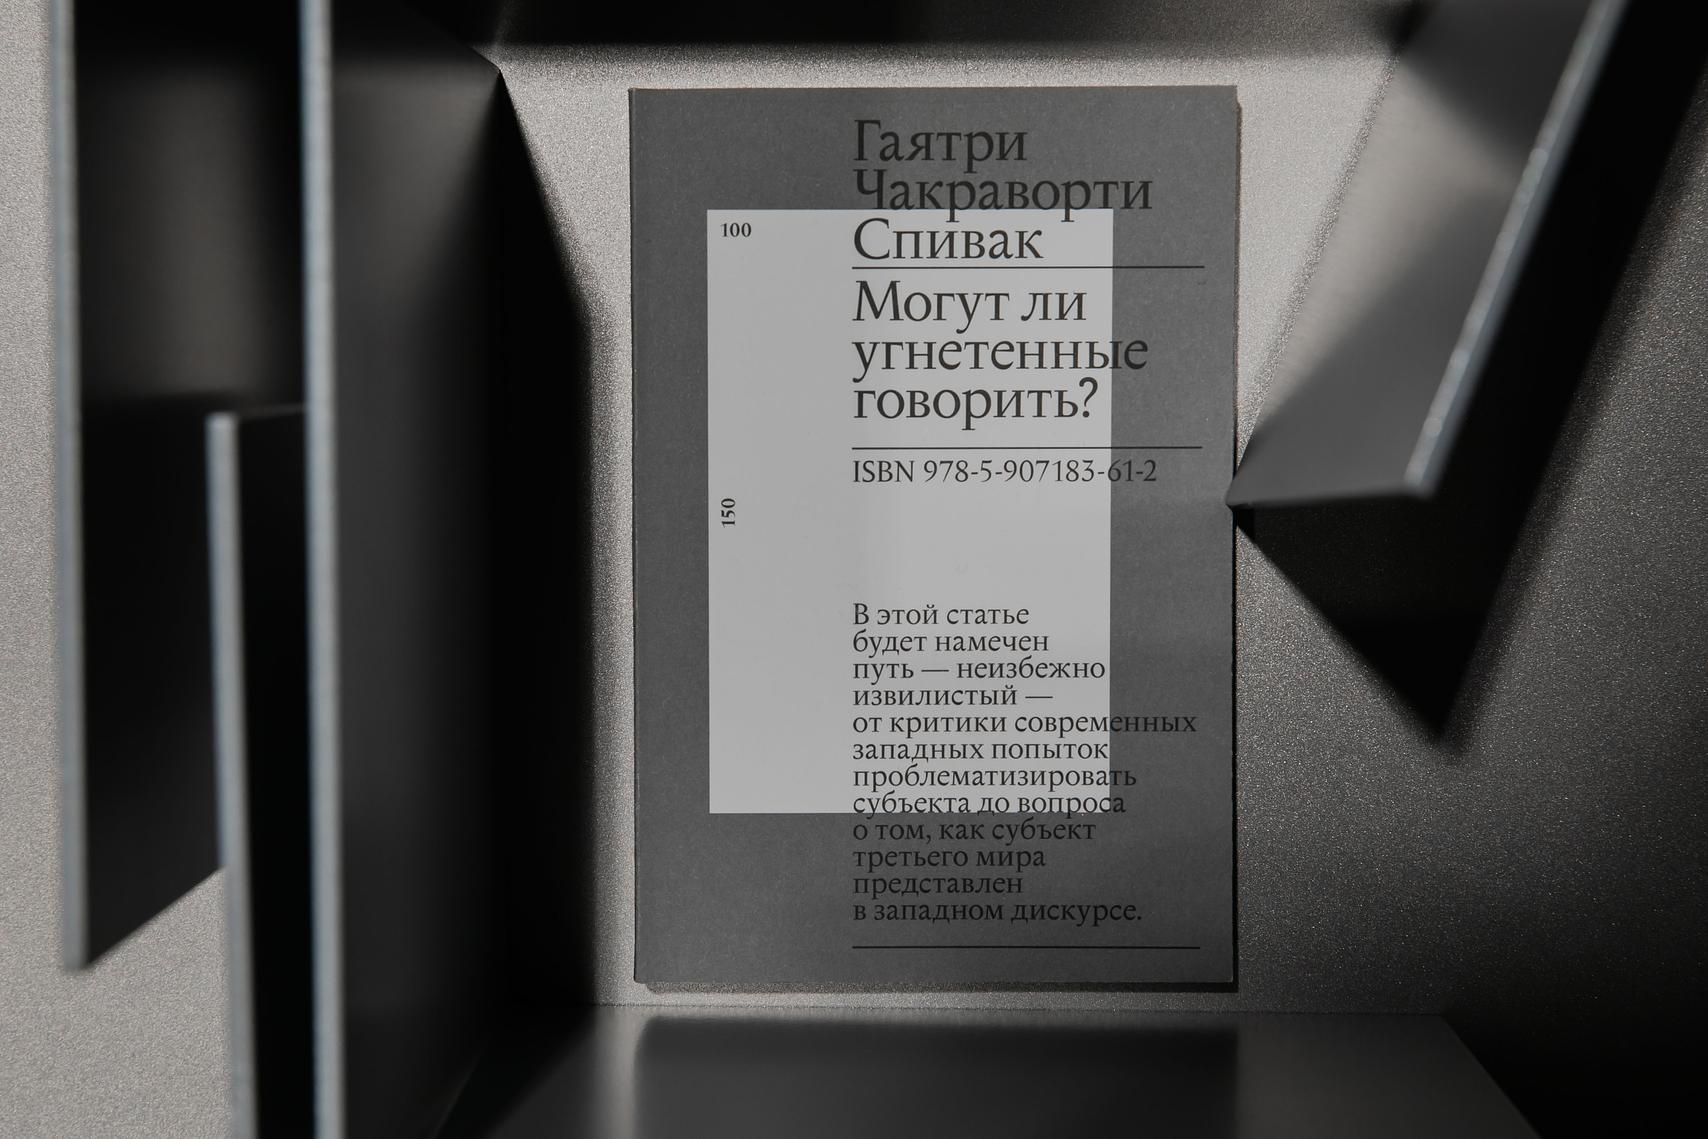 Гаятри
Чакраворти
Спивак
100
Могут ли
угнетенные
говорить?
ISBN 978-5-907183-61-2
150
В этой статье
будет намечен
путь — неизбежно
извилистый —
от критики современных
западных попыток
проблематизировать
субъекта до вопроса
о том, как субъект
третьего мира
представлен
в западном дискурсе.